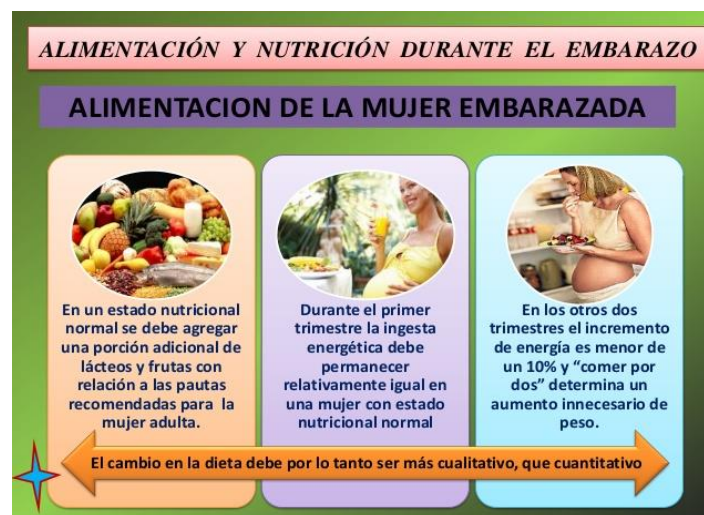 ALIMENTACIÓN Y NUTRICIÓN DURANTE EL EMBARAZO
ALIMENTACION DE LA MUJER EMBARAZADA
En un estado nutricional
normal se debe agregar
una porción adicional de
lácteos y frutas con
relación a las pautas
recomendadas para la
mujer adulta.
Durante el primer
trimestre la ingesta
energética debe
permanecer
relativamente igual en
una mujer con estado
nutricional normal
En los otros dos
trimestres el incremento
de energía es menor de
un 10% y “comer por
dos” determina un
aumento innecesario de
peso.
El cambio en la dieta debe por lo tanto ser más cualitativo, que cuantitativo